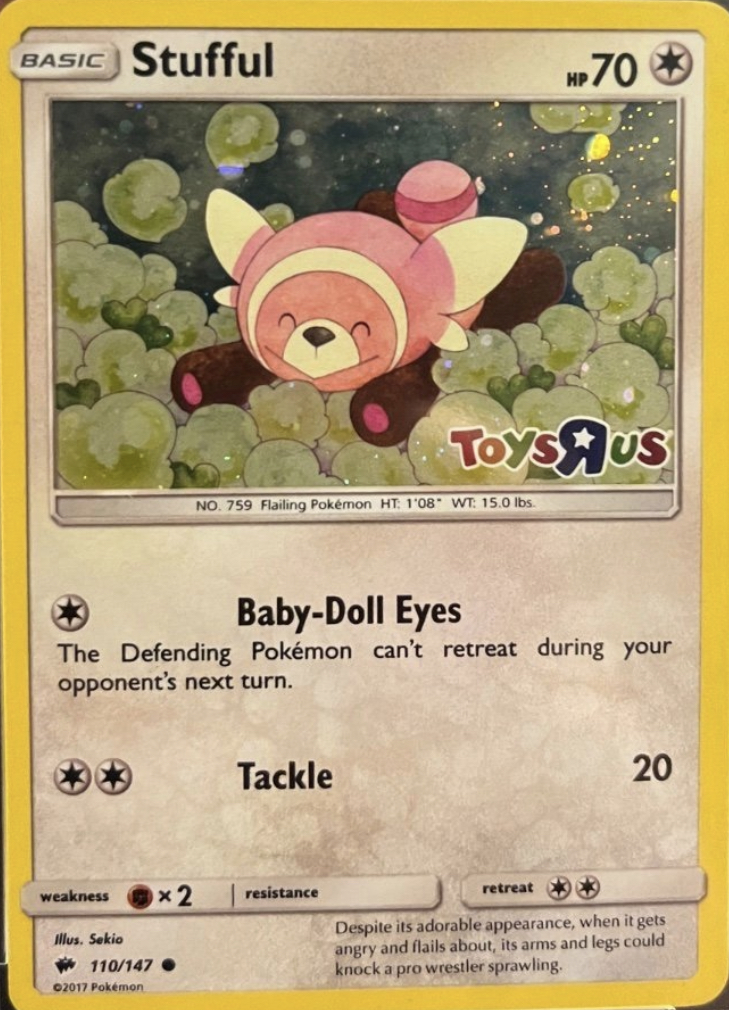 BASIC Stufful HP 70
TOYSRUS
NO. 759 Flailing Pokémon HT: 1'08" WT: 15.0 lbs.
Baby-Doll Eyes
The Defending Pokémon can't retreat during your
opponent's next turn.
Tackle 20
weakness × 2 resistance retreat
Despite its adorable appearance, when it gets
angry and flails about, its arms and legs could
knock a pro wrestler sprawling.
Illus. Sekio
110/147
©2017 Pokémon